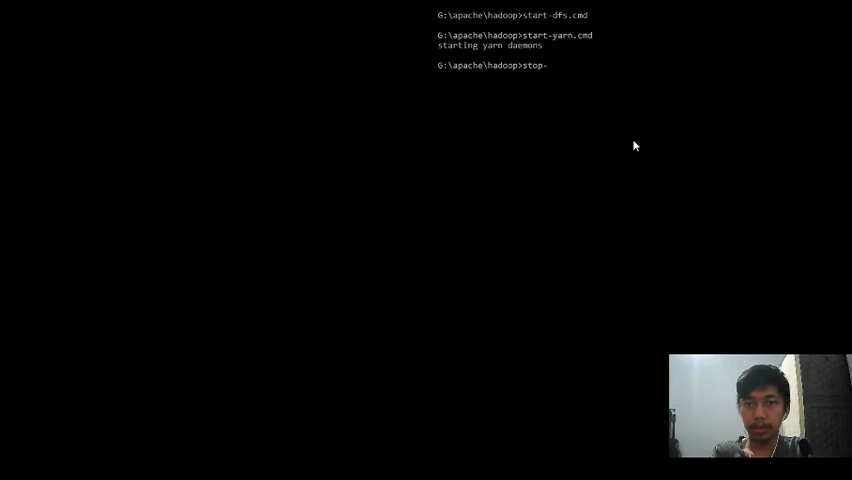 G:\apache\hadoop>start-dfs.cmd
G:\apache\hadoop>start-yarn.cmd
starting yarn daemons
G:\apache\hadoop>stop-